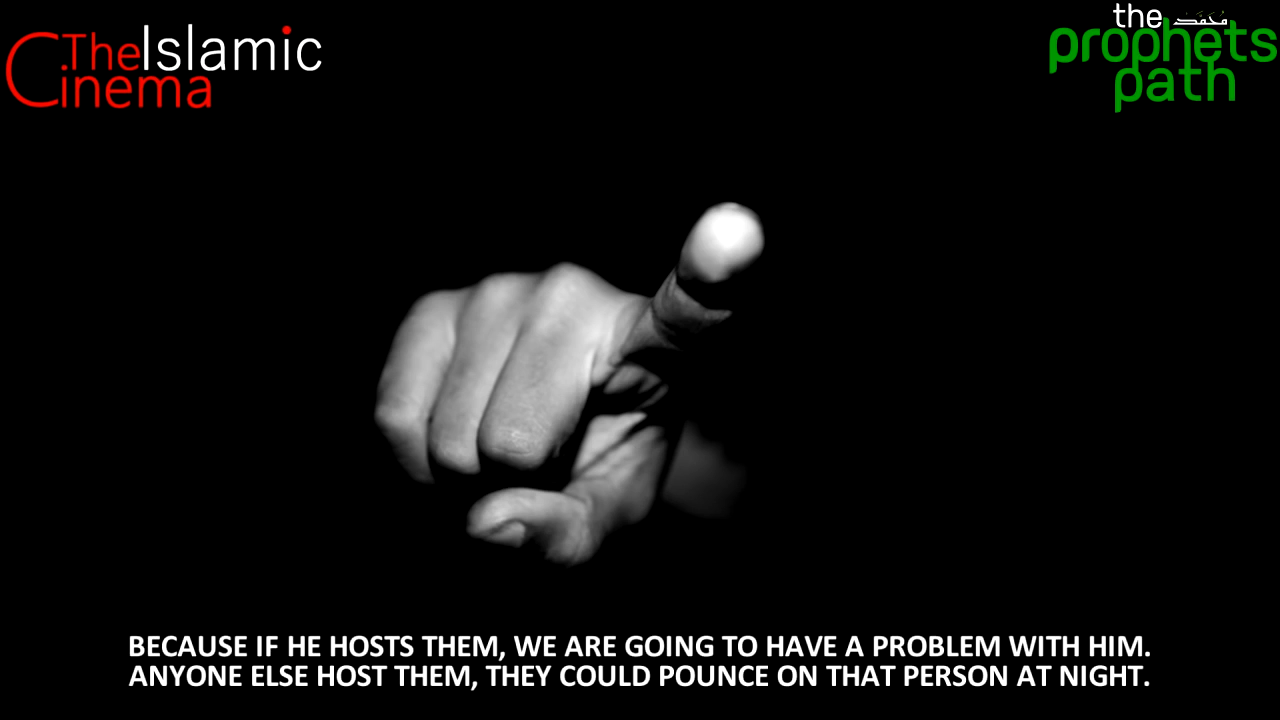 TheIslamic
Cinema
the مُحَمَّد
prophets
path
BECAUSE IF HE HOSTS THEM, WE ARE GOING TO HAVE A PROBLEM WITH HIM.
ANYONE ELSE HOST THEM, THEY COULD POUNCE ON THAT PERSON AT NIGHT.